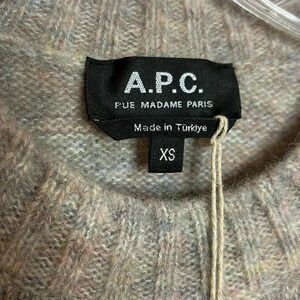 A.P.C.
RUE MADAME PARIS
Made in Türkiye
XS